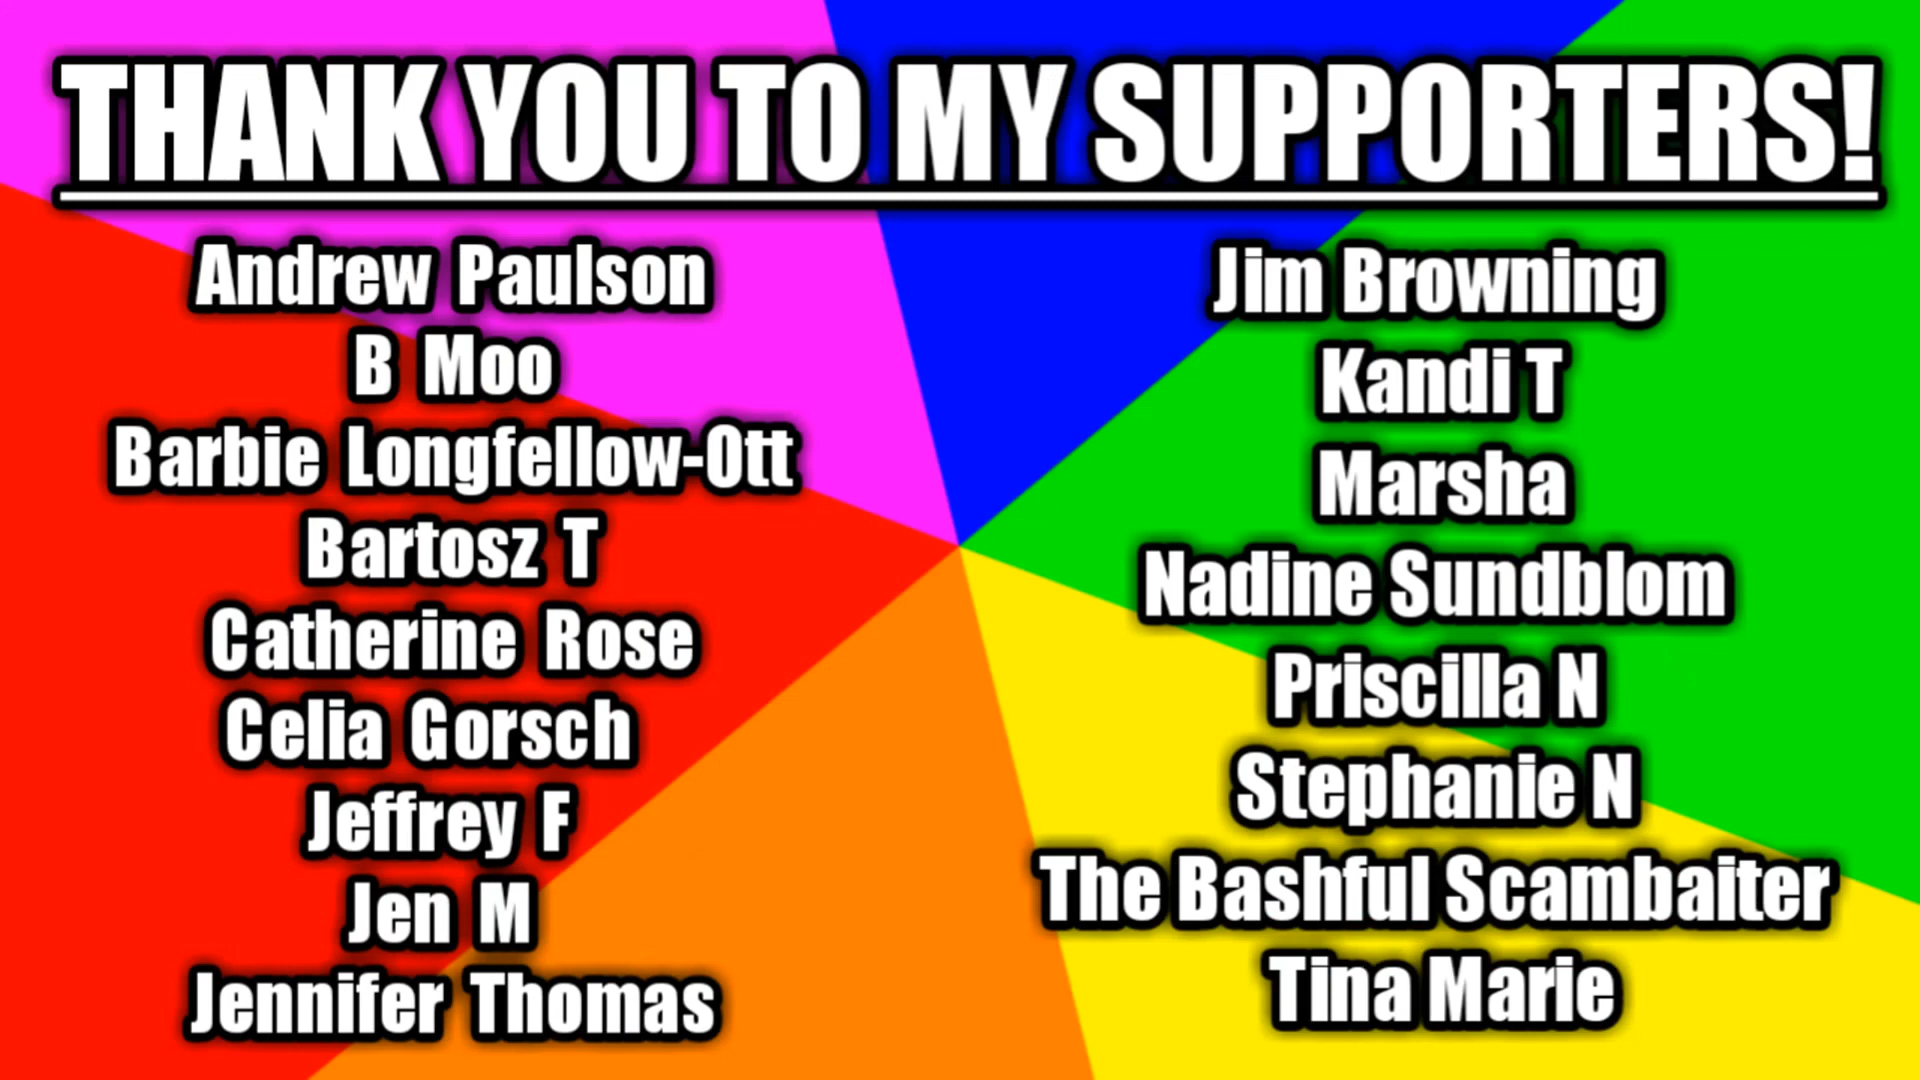 THANK YOU TO MY SUPPORTERS!
Andrew Paulson
B Moo
Barbie Longfellow-Ott
Bartosz T
Catherine Rose
Celia Gorsch
Jeffrey F
Jen M
Jennifer Thomas
Jim Browning
Kandi T
Marsha
Nadine Sundblom
Priscilla N
Stephanie N
The Bashful Scambaiter
Tina Marie